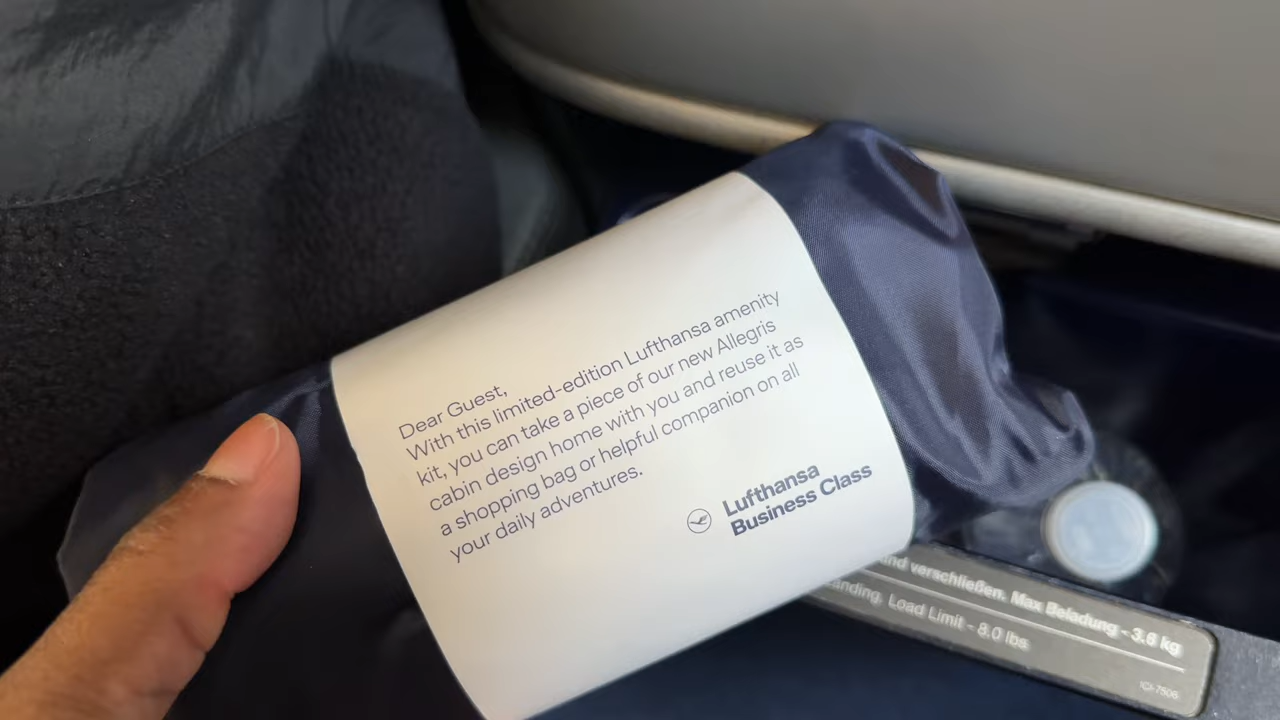 Dear Guest,
With this limited-edition Lufthansa amenity
kit, you can take a piece of our new Allegris
cabin design home with you and reuse it as
a shopping bag or helpful companion on all
your daily adventures.
Lufthansa
Business Class
und verschließen. Max Beladung - 3.6 kg
Landing. Load Limit - 8.0 lbs